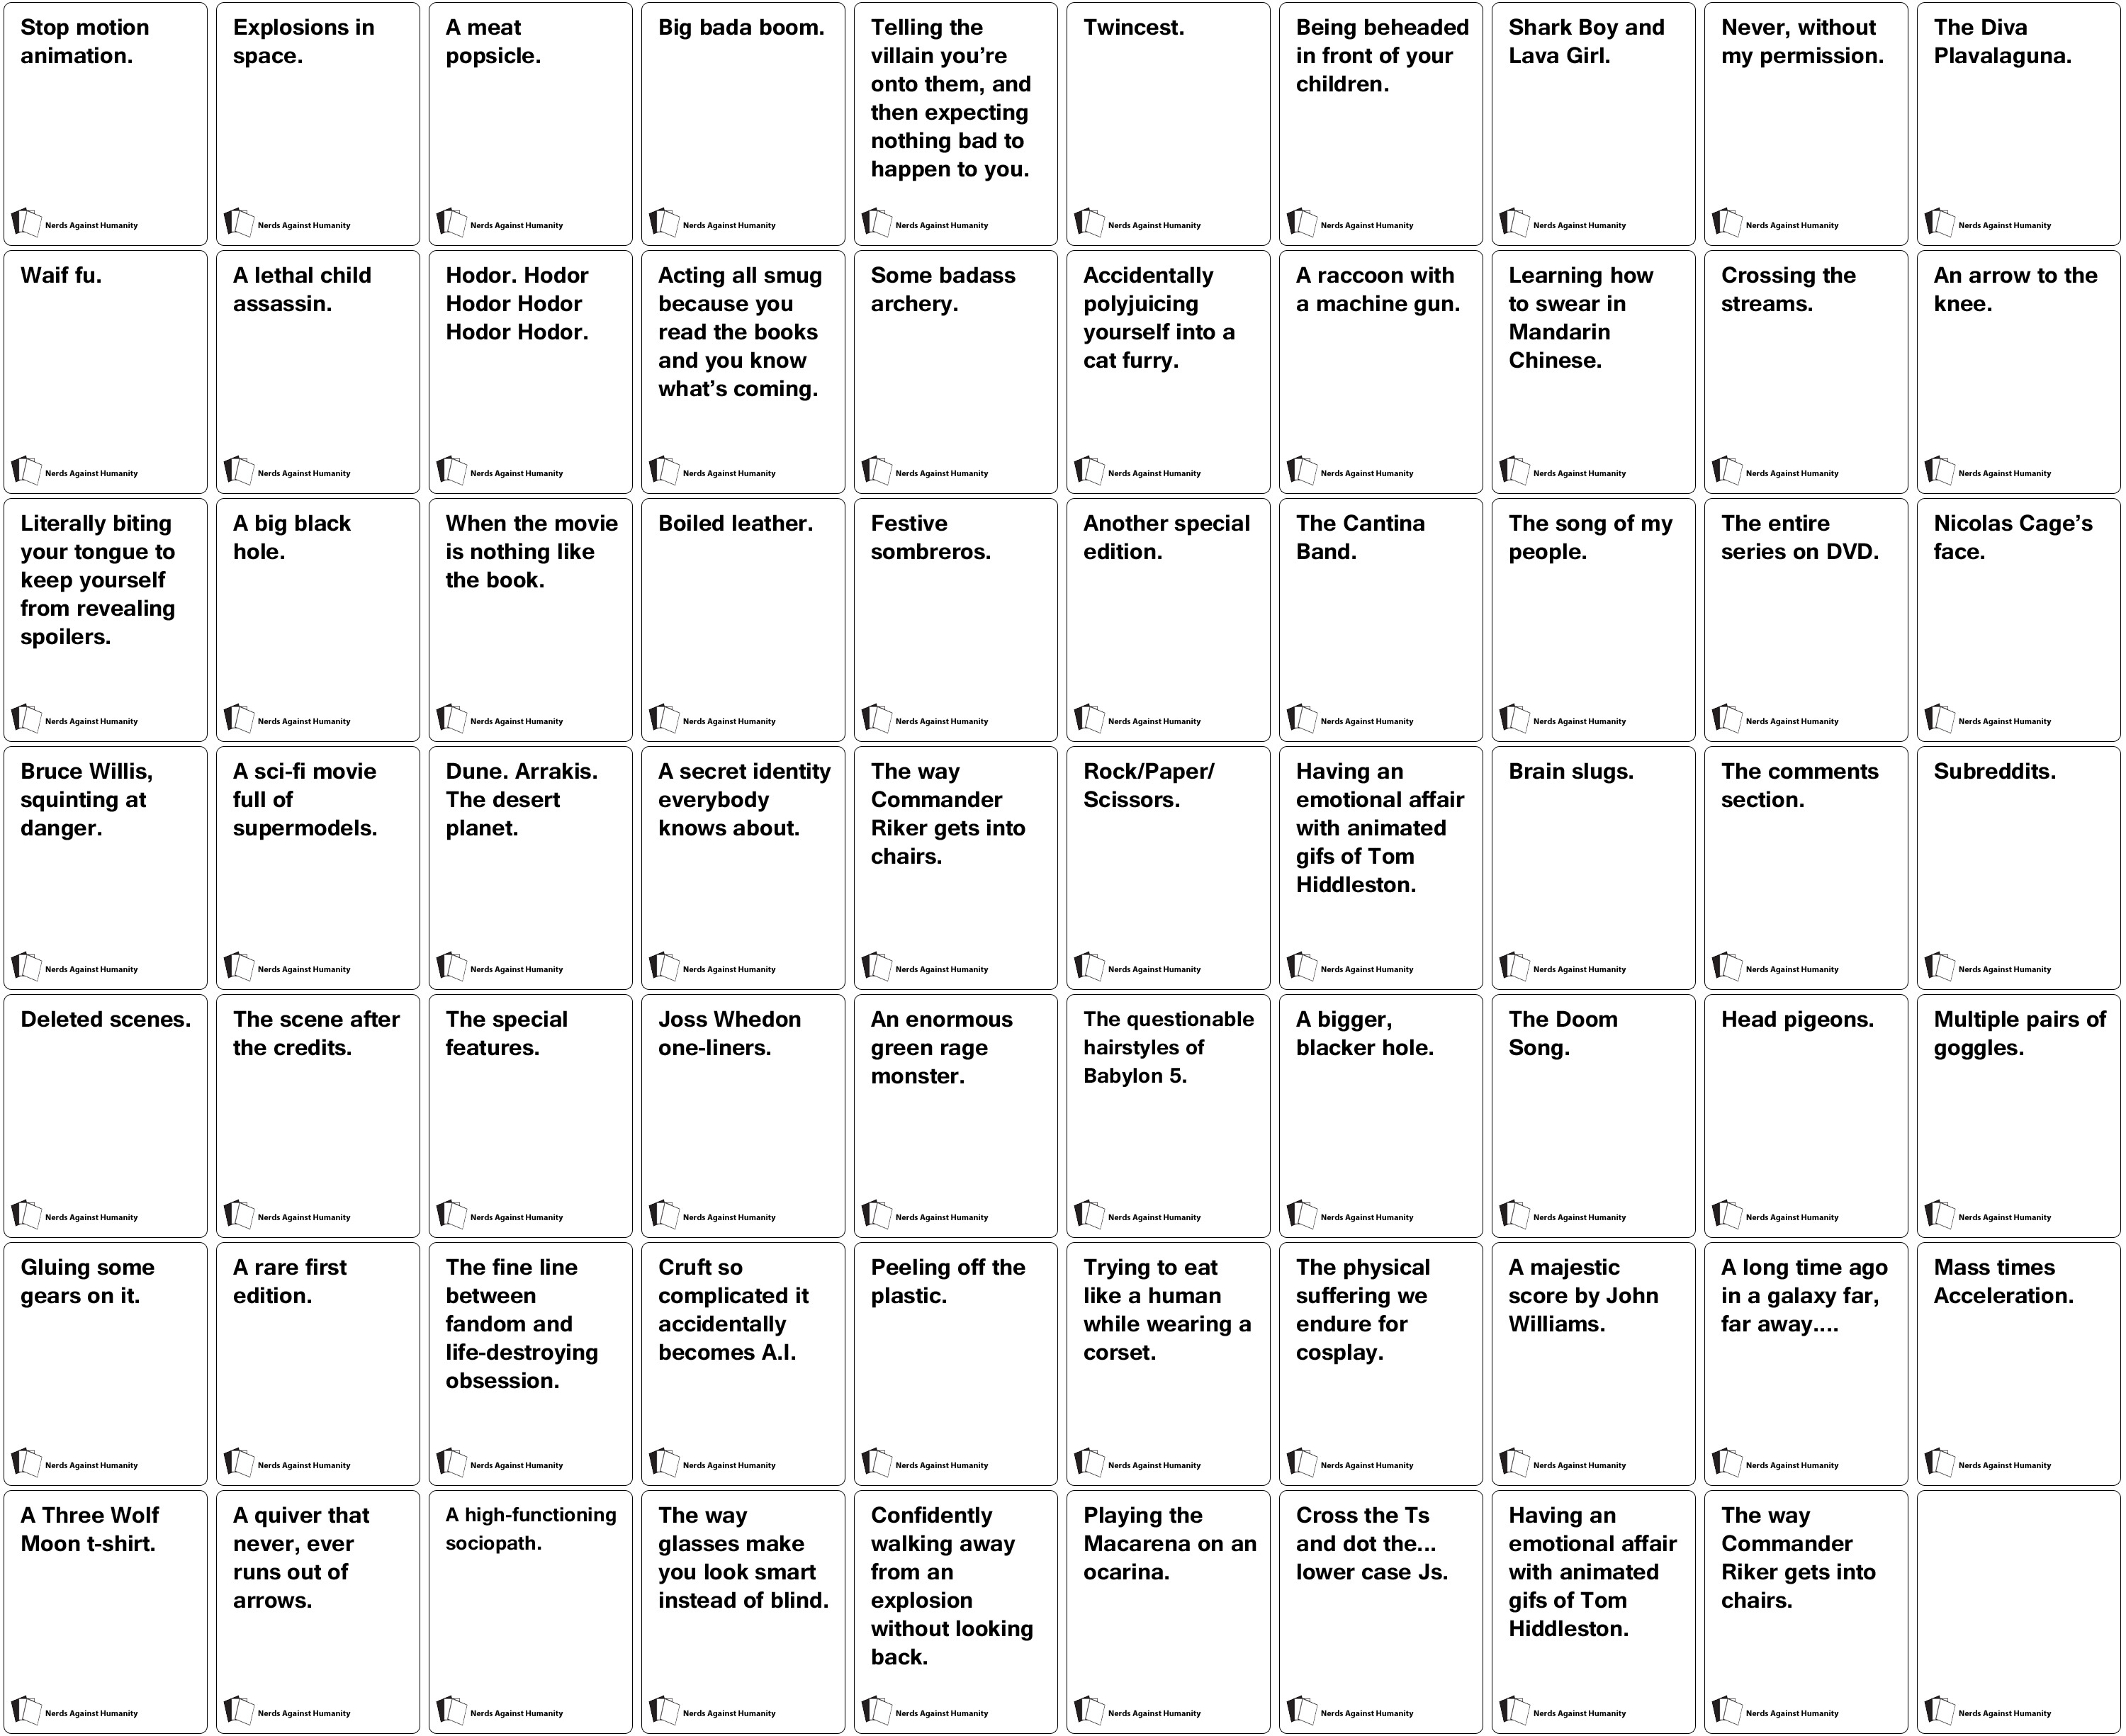 Stop motion
animation.
Nerds Against Humanity
Explosions in
space.
Nerds Against Humanity
A meat
popsicle.
Nerds Against Humanity
Big bada boom.
Nerds Against Humanity
Telling the
villain you’re
onto them, and
then expecting
nothing bad to
happen to you.
Nerds Against Humanity
Twincest.
Nerds Against Humanity
Being beheaded
in front of your
children.
Nerds Against Humanity
Shark Boy and
Lava Girl.
Nerds Against Humanity
Never, without
my permission.
Nerds Against Humanity
The Diva
Plavalaguna.
Nerds Against Humanity
Waif fu.
Nerds Against Humanity
A lethal child
assassin.
Nerds Against Humanity
Hodor. Hodor
Hodor Hodor
Hodor Hodor.
Nerds Against Humanity
Acting all smug
because you
read the books
and you know
what’s coming.
Nerds Against Humanity
Some badass
archery.
Nerds Against Humanity
Accidentally
polyjuicing
yourself into a
cat furry.
Nerds Against Humanity
A raccoon with
a machine gun.
Nerds Against Humanity
Learning how
to swear in
Mandarin
Chinese.
Nerds Against Humanity
Crossing the
streams.
Nerds Against Humanity
An arrow to the
knee.
Nerds Against Humanity
Literally biting
your tongue to
keep yourself
from revealing
spoilers.
Nerds Against Humanity
A big black
hole.
Nerds Against Humanity
When the movie
is nothing like
the book.
Nerds Against Humanity
Boiled leather.
Nerds Against Humanity
Festive
sombreros.
Nerds Against Humanity
Another special
edition.
Nerds Against Humanity
The Cantina
Band.
Nerds Against Humanity
The song of my
people.
Nerds Against Humanity
The entire
series on DVD.
Nerds Against Humanity
Nicolas Cage’s
face.
Nerds Against Humanity
Bruce Willis,
squinting at
danger.
Nerds Against Humanity
A sci-fi movie
full of
supermodels.
Nerds Against Humanity
Dune. Arrakis.
The desert
planet.
Nerds Against Humanity
A secret identity
everybody
knows about.
Nerds Against Humanity
The way
Commander
Riker gets into
chairs.
Nerds Against Humanity
Rock/Paper/
Scissors.
Nerds Against Humanity
Having an
emotional affair
with animated
gifs of Tom
Hiddleston.
Nerds Against Humanity
Brain slugs.
Nerds Against Humanity
The comments
section.
Nerds Against Humanity
Subreddits.
Nerds Against Humanity
Deleted scenes.
Nerds Against Humanity
The scene after
the credits.
Nerds Against Humanity
The special
features.
Nerds Against Humanity
Joss Whedon
one-liners.
Nerds Against Humanity
An enormous
green rage
monster.
Nerds Against Humanity
The questionable
hairstyles of
Babylon 5.
Nerds Against Humanity
A bigger,
blacker hole.
Nerds Against Humanity
The Doom
Song.
Nerds Against Humanity
Head pigeons.
Nerds Against Humanity
Multiple pairs of
goggles.
Nerds Against Humanity
Gluing some
gears on it.
Nerds Against Humanity
A rare first
edition.
Nerds Against Humanity
The fine line
between
fandom and
life-destroying
obsession.
Nerds Against Humanity
Cruft so
complicated it
accidentally
becomes A.I.
Nerds Against Humanity
Peeling off the
plastic.
Nerds Against Humanity
Trying to eat
like a human
while wearing a
corset.
Nerds Against Humanity
The physical
suffering we
endure for
cosplay.
Nerds Against Humanity
A majestic
score by John
Williams.
Nerds Against Humanity
A long time ago
in a galaxy far,
far away....
Nerds Against Humanity
Mass times
Acceleration.
Nerds Against Humanity
A Three Wolf
Moon t-shirt.
Nerds Against Humanity
A quiver that
never, ever
runs out of
arrows.
Nerds Against Humanity
A high-functioning
sociopath.
Nerds Against Humanity
The way
glasses make
you look smart
instead of blind.
Nerds Against Humanity
Confidently
walking away
from an
explosion
without looking
back.
Nerds Against Humanity
Playing the
Macarena on an
ocarina.
Nerds Against Humanity
Cross the Ts
and dot the...
lower case Js.
Nerds Against Humanity
Having an
emotional affair
with animated
gifs of Tom
Hiddleston.
Nerds Against Humanity
The way
Commander
Riker gets into
chairs.
Nerds Against Humanity
Nerds Against Humanity